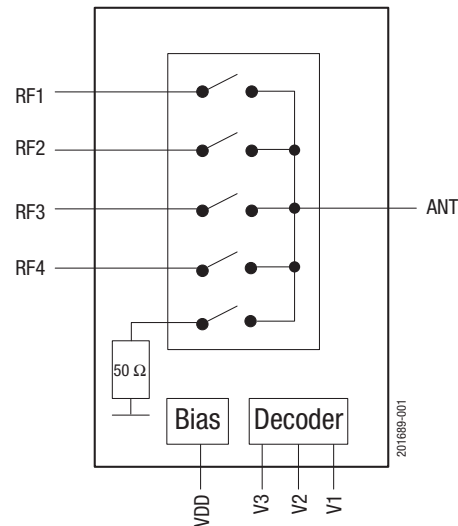 RF1
RF2
RF3
ANT
RF4
50 Ω
Bias
Decoder
201689-001
VDD
V3
V2
V1